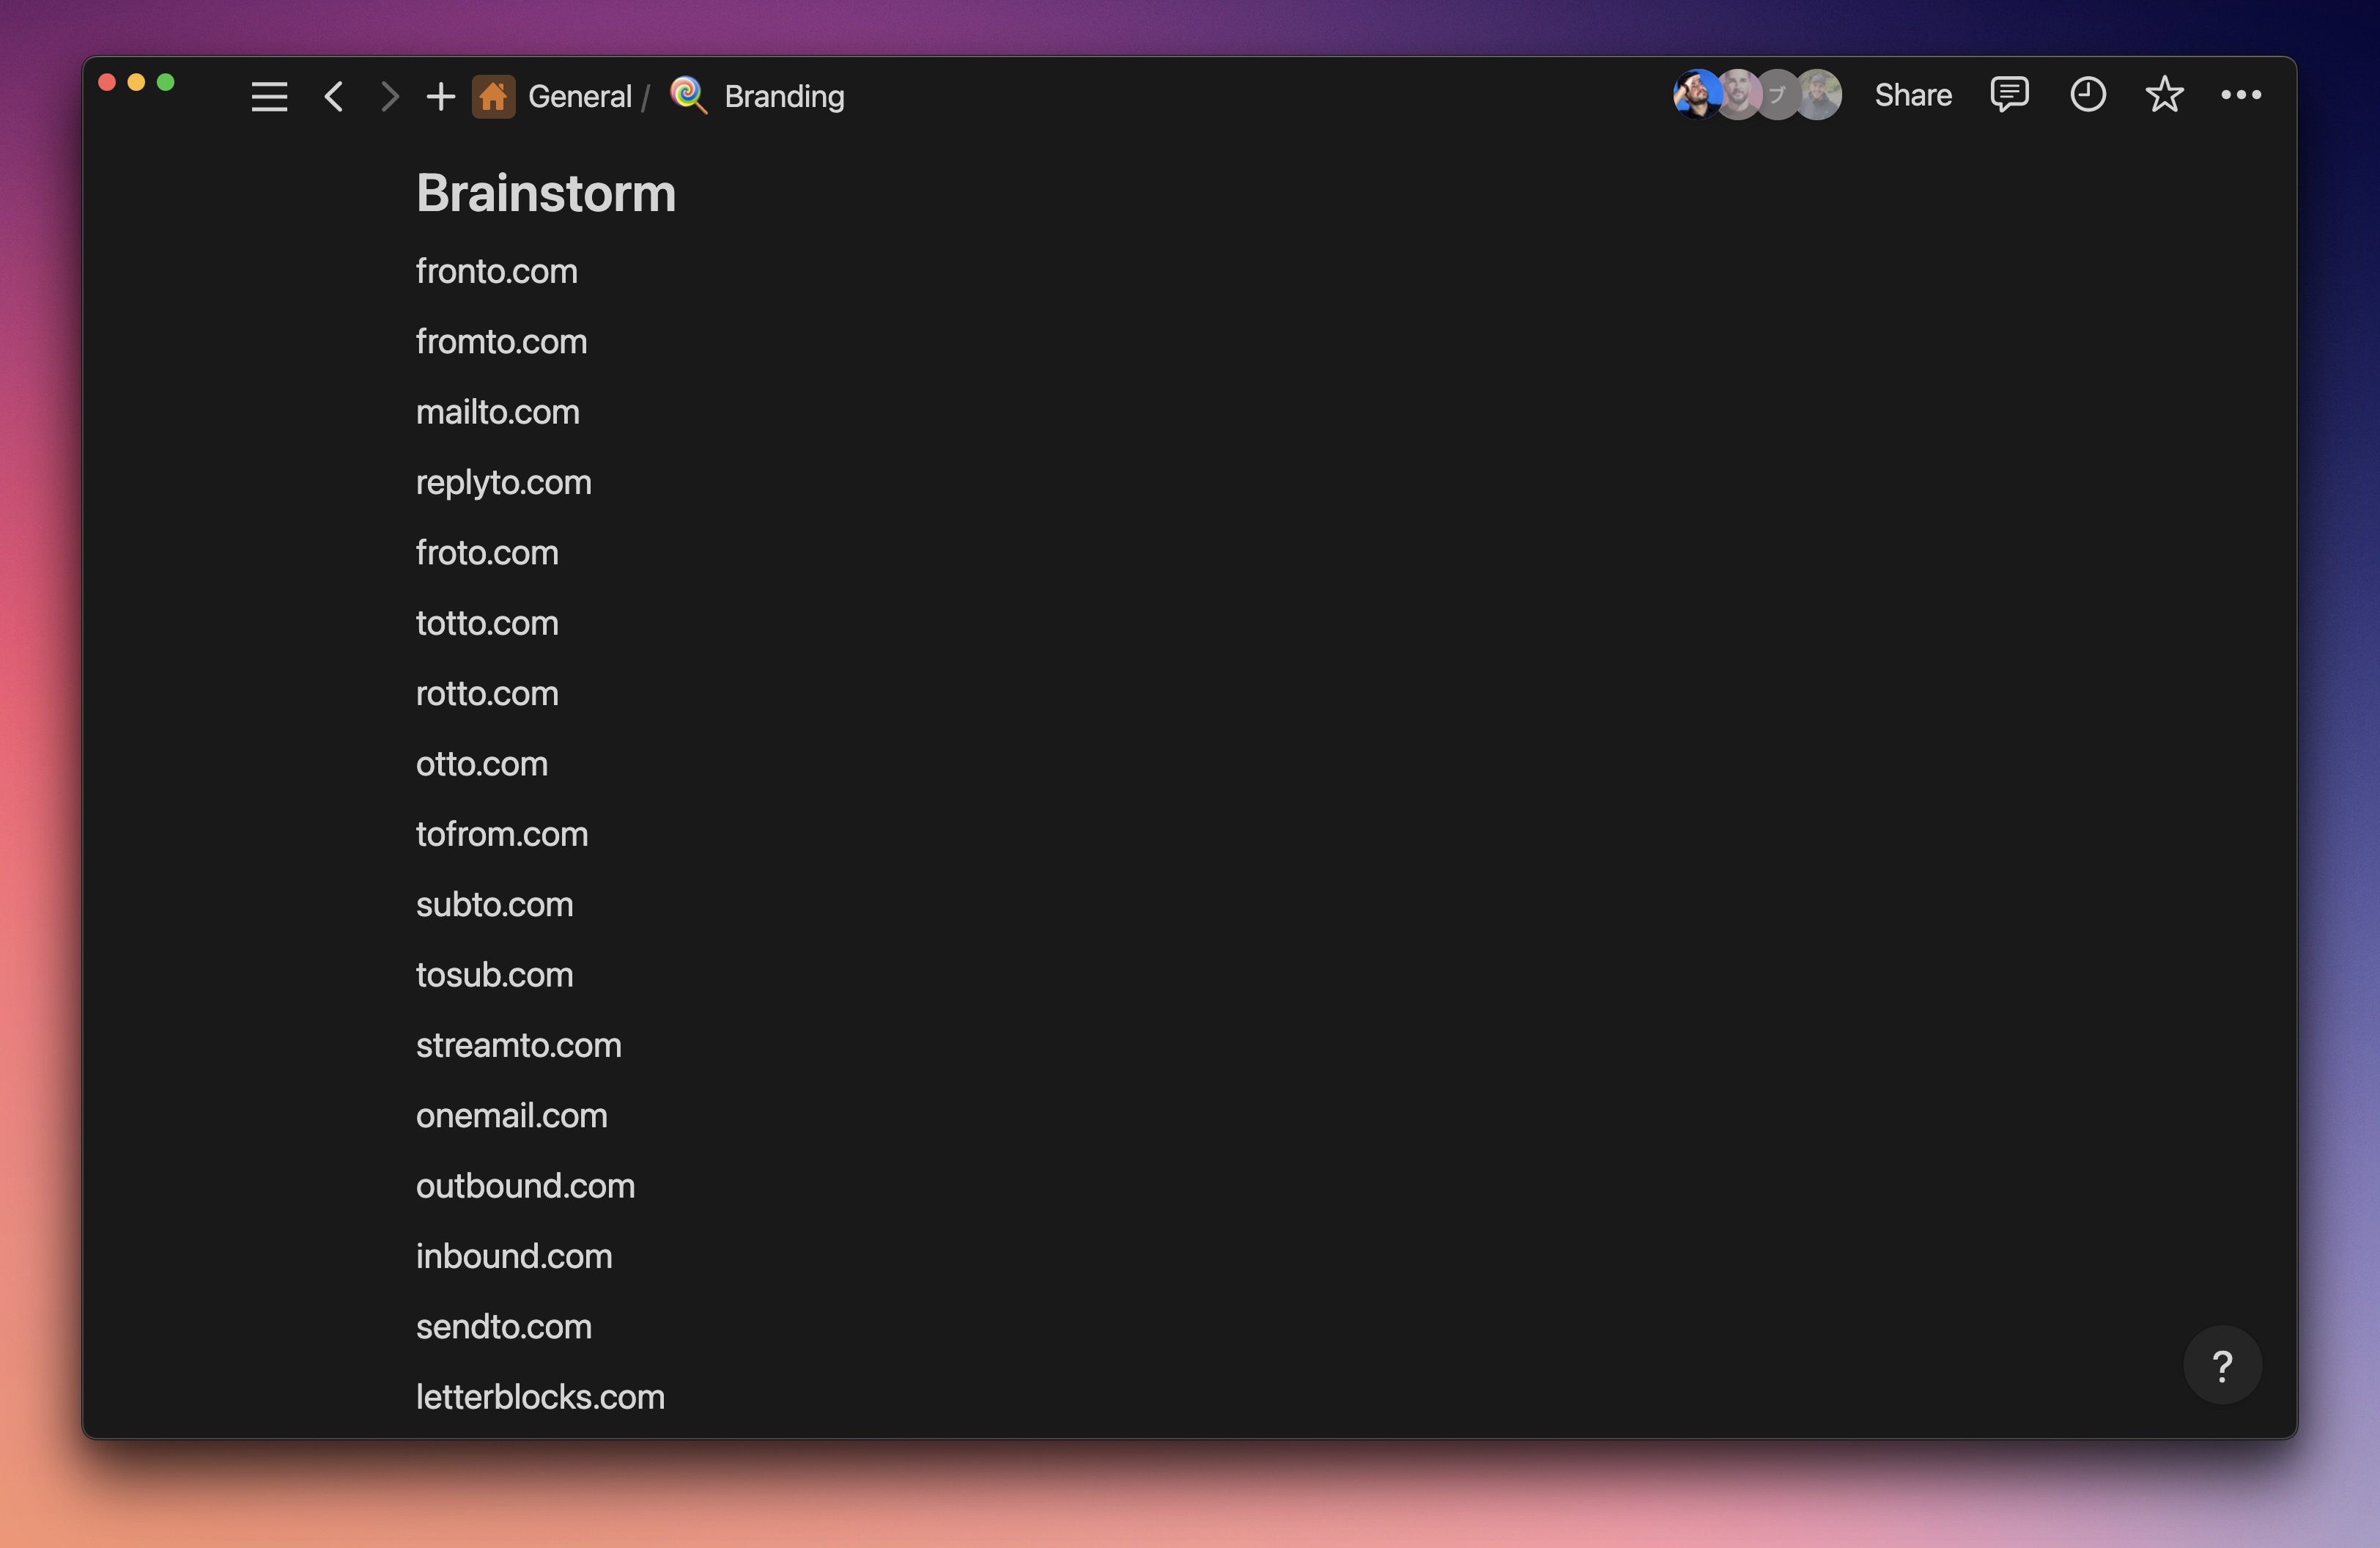 General / Branding
ブ
Share
Brainstorm
fronto.com
fromto.com
mailto.com
replyto.com
froto.com
totto.com
rotto.com
otto.com
tofrom.com
subto.com
tosub.com
streamto.com
onemail.com
outbound.com
inbound.com
sendto.com
letterblocks.com
?